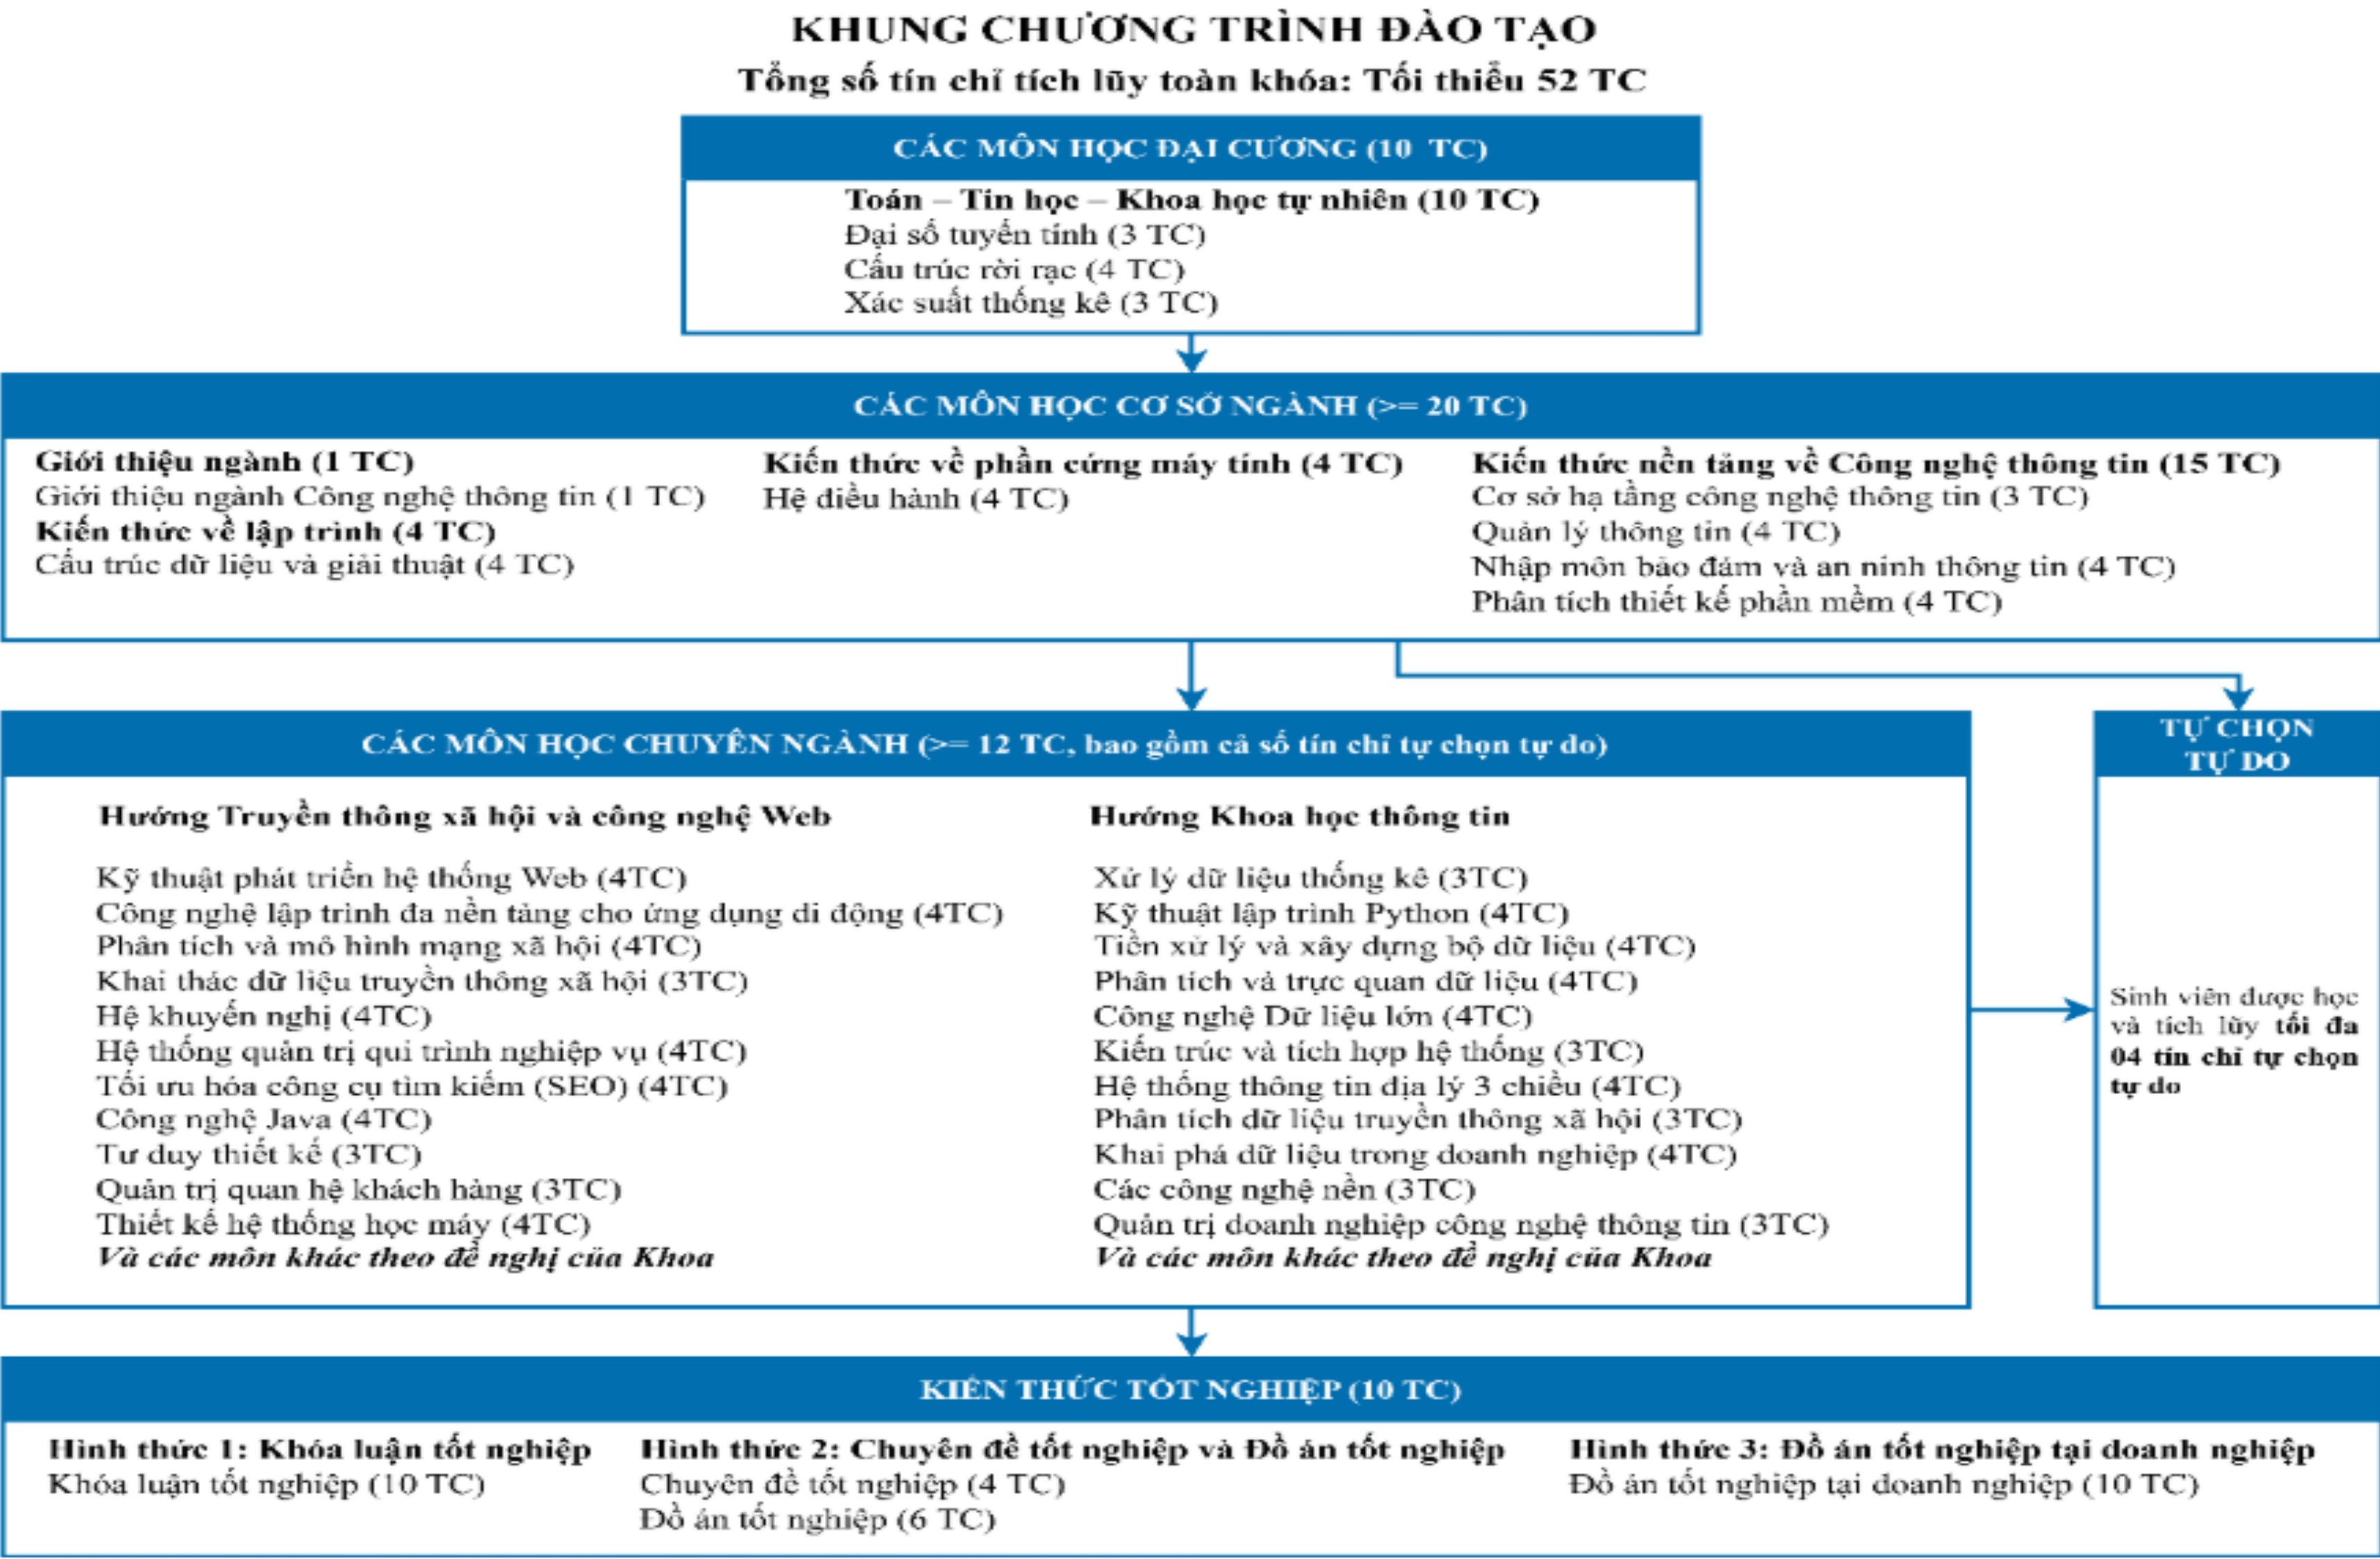 KHUNG CHƯƠNG TRÌNH ĐÀO TẠO
Tổng số tín chỉ tích lũy toàn khóa: Tối thiểu 52 TC
CÁC MÔN HỌC ĐẠI CƯƠNG (10 TC)
Toán – Tin học – Khoa học tự nhiên (10 TC)
Đại số tuyến tính (3 TC)
Cấu trúc rời rạc (4 TC)
Xác suất thống kê (3 TC)
CÁC MÔN HỌC CƠ SỞ NGÀNH (>= 20 TC)
Giới thiệu ngành (1 TC)
Giới thiệu ngành Công nghệ thông tin (1 TC)
Kiến thức về lập trình (4 TC)
Cấu trúc dữ liệu và giải thuật (4 TC)
Kiến thức về phần cứng máy tính (4 TC)
Hệ điều hành (4 TC)
Kiến thức nền tảng về Công nghệ thông tin (15 TC)
Cơ sở hạ tầng công nghệ thông tin (3 TC)
Quản lý thông tin (4 TC)
Nhập môn bảo đảm và an ninh thông tin (4 TC)
Phân tích thiết kế phần mềm (4 TC)
CÁC MÔN HỌC CHUYÊN NGÀNH (>= 12 TC, bao gồm cả số tín chỉ tự chọn tự do)
Hướng Truyền thông xã hội và công nghệ Web
Kỹ thuật phát triển hệ thống Web (4TC)
Công nghệ lập trình đa nền tảng cho ứng dụng di động (4TC)
Phân tích và mô hình mạng xã hội (4TC)
Khai thác dữ liệu truyền thông xã hội (3TC)
Hệ khuyến nghị (4TC)
Hệ thống quản trị qui trình nghiệp vụ (4TC)
Tối ưu hóa công cụ tìm kiếm (SEO) (4TC)
Công nghệ Java (4TC)
Tư duy thiết kế (3TC)
Quản trị quan hệ khách hàng (3TC)
Thiết kế hệ thống học máy (4TC)
Và các môn khác theo đề nghị của Khoa
Hướng Khoa học thông tin
Xử lý dữ liệu thống kê (3TC)
Kỹ thuật lập trình Python (4TC)
Tiền xử lý và xây dựng bộ dữ liệu (4TC)
Phân tích và trực quan dữ liệu (4TC)
Công nghệ Dữ liệu lớn (4TC)
Kiến trúc và tích hợp hệ thống (3TC)
Hệ thống thông tin địa lý 3 chiều (4TC)
Phân tích dữ liệu truyền thông xã hội (3TC)
Khai phá dữ liệu trong doanh nghiệp (4TC)
Các công nghệ nền (3TC)
Quản trị doanh nghiệp công nghệ thông tin (3TC)
Và các môn khác theo đề nghị của Khoa
TỰ CHỌN
TỰ DO
Sinh viên được học
và tích lũy tối đa
04 tín chỉ tự chọn
tự do
KIẾN THỨC TỐT NGHIỆP (10 TC)
Hình thức 1: Khóa luận tốt nghiệp
Khóa luận tốt nghiệp (10 TC)
Hình thức 2: Chuyên đề tốt nghiệp và Đồ án tốt nghiệp
Chuyên đề tốt nghiệp (4 TC)
Đồ án tốt nghiệp (6 TC)
Hình thức 3: Đồ án tốt nghiệp tại doanh nghiệp
Đồ án tốt nghiệp tại doanh nghiệp (10 TC)